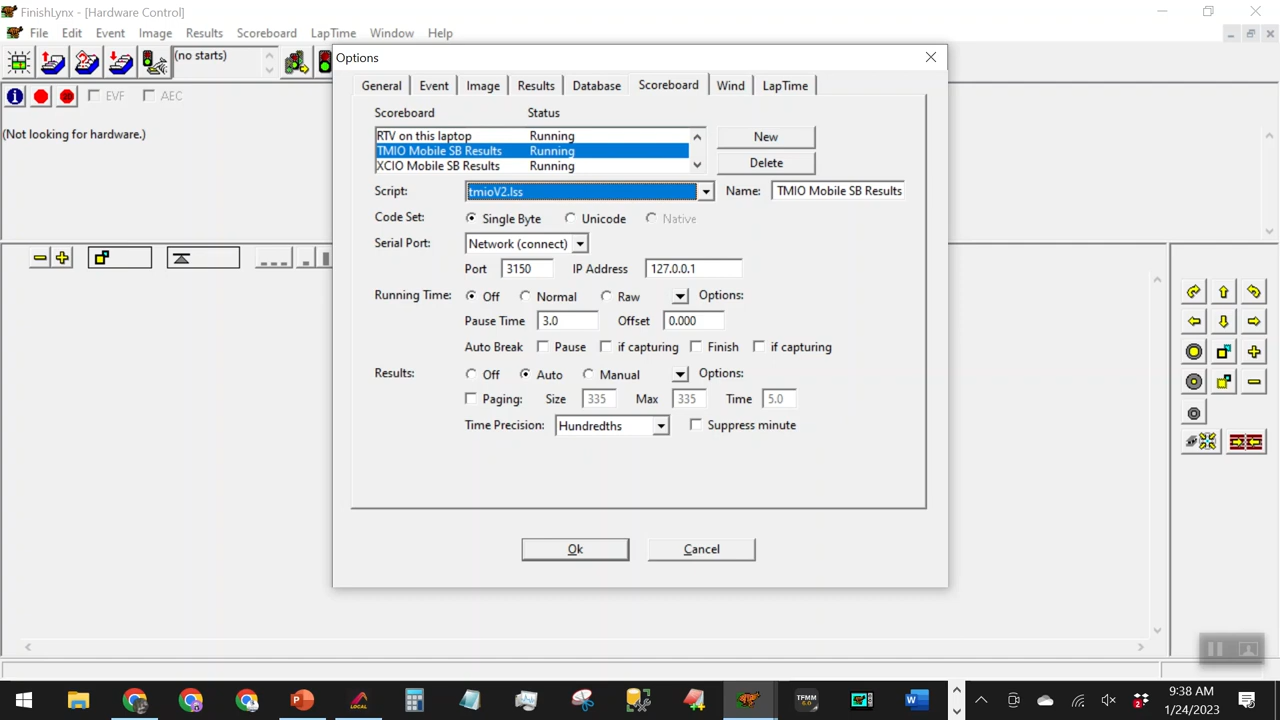 FinishLynx - [Hardware Control]
File Edit Event Image Results Scoreboard LapTime Window Help
(no starts)
EVF AEC
(Not looking for hardware.)
Options
General Event Image Results Database Scoreboard Wind LapTime
Scoreboard Status
RTV on this laptop Running
TMIO Mobile SB Results Running
XCIO Mobile SB Results Running
New
Delete
Script: tmioV2.lss Name: TMIO Mobile SB Results
Code Set: Single Byte Unicode Native
Serial Port: Network (connect)
Port 3150 IP Address 127.0.0.1
Running Time: Off Normal Raw Options:
Pause Time 3.0 Offset 0.000
Auto Break Pause if capturing Finish if capturing
Results: Off Auto Manual Options:
Paging: Size 335 Max 335 Time 5.0
Time Precision: Hundredths Suppress minute
Ok Cancel
LOCAL
TFMM
6.0
2
9:38 AM
1/24/2023